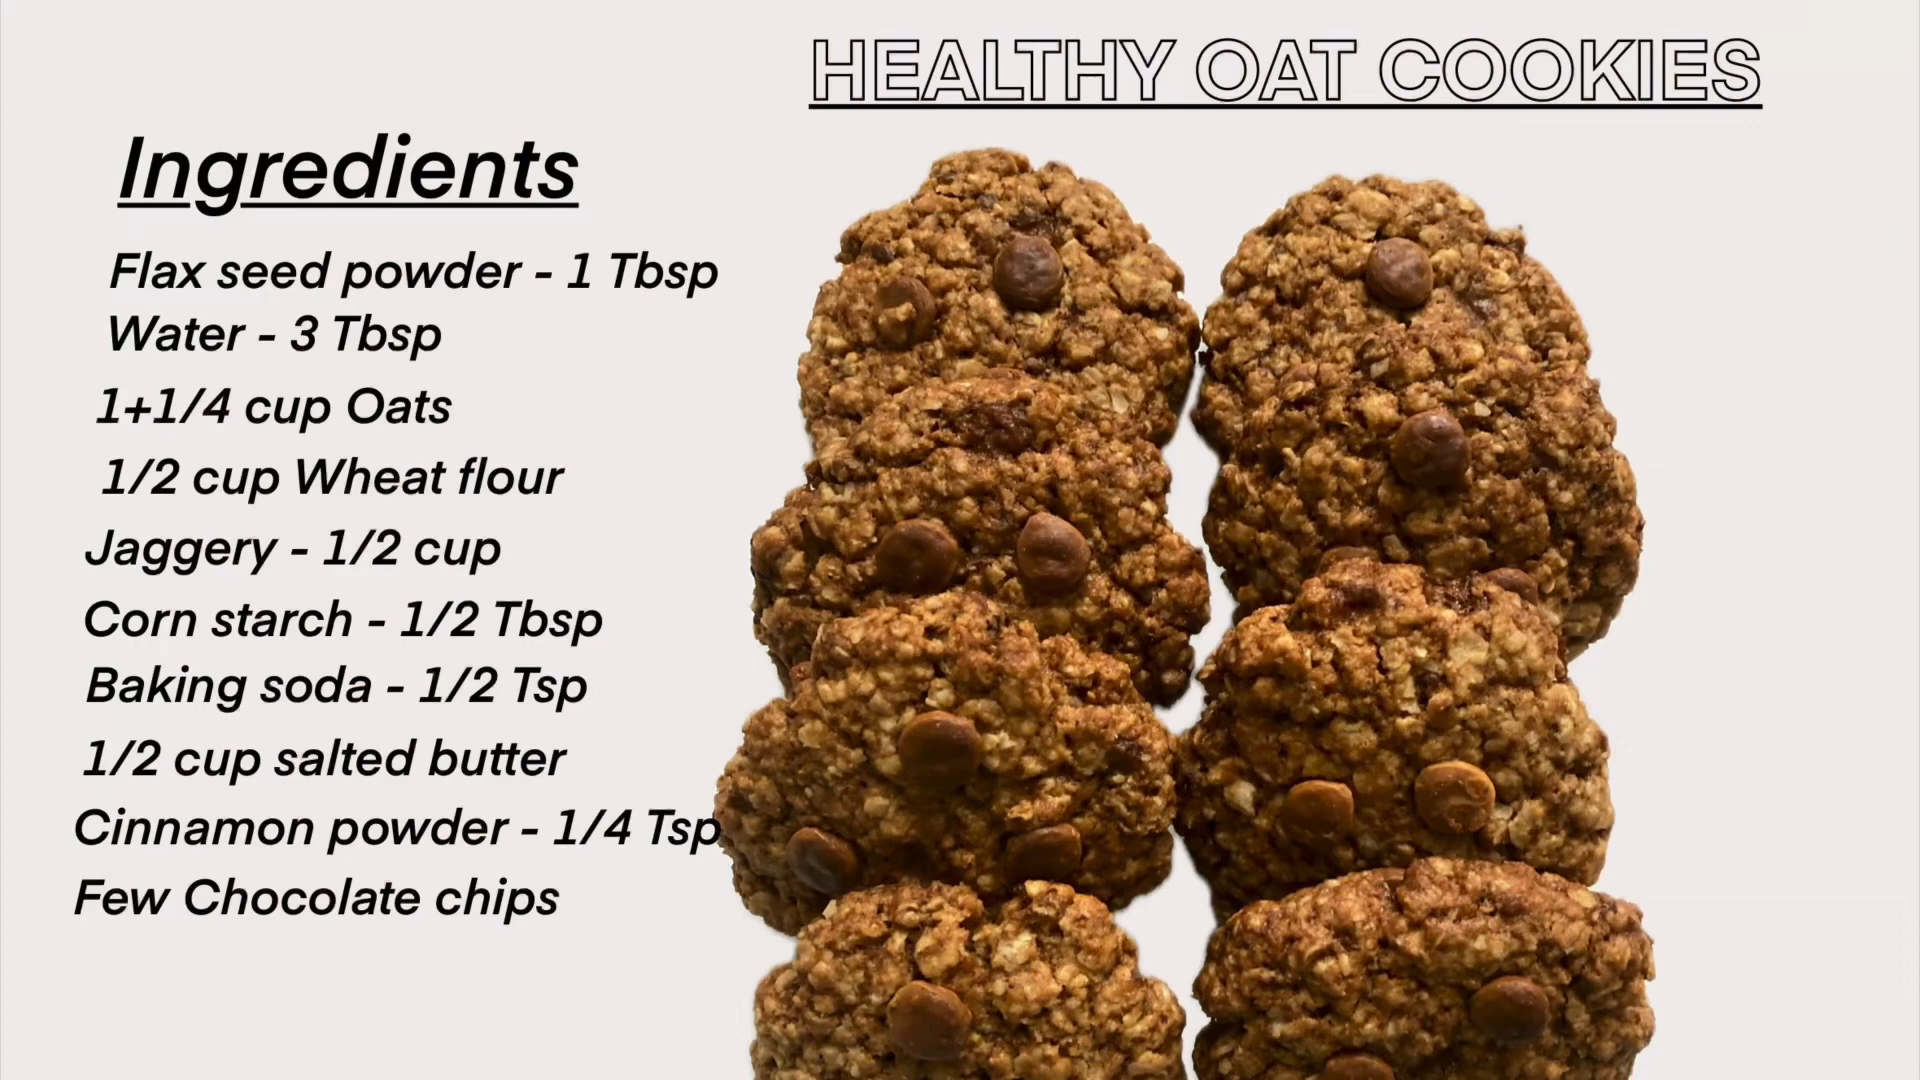 HEALTHY OAT COOKIES
Ingredients
Flax seed powder - 1 Tbsp
Water - 3 Tbsp
1+1/4 cup Oats
1/2 cup Wheat flour
Jaggery - 1/2 cup
Corn starch - 1/2 Tbsp
Baking soda - 1/2 Tsp
1/2 cup salted butter
Cinnamon powder - 1/4 Tsp
Few Chocolate chips